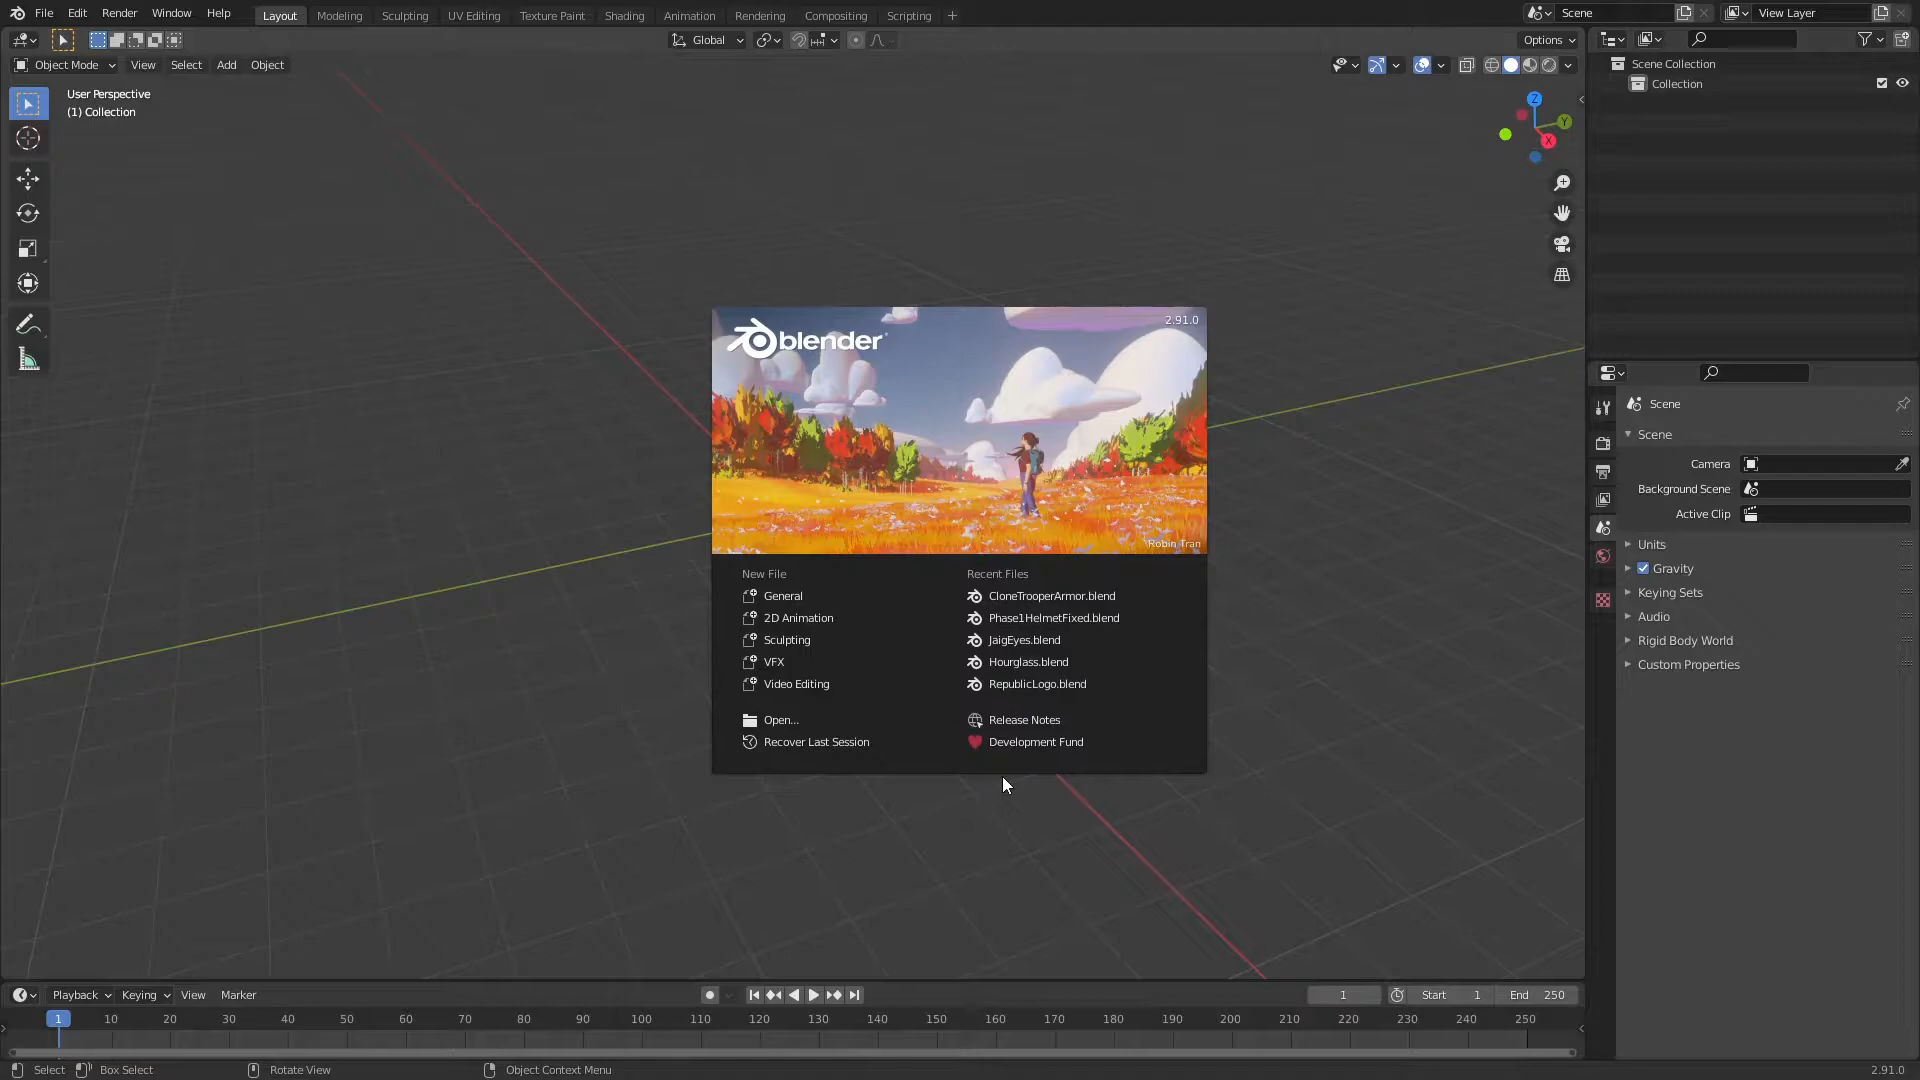 File Edit Render Window Help Layout Modeling Sculpting UV Editing Texture Paint Shading Animation Rendering Compositing Scripting + Scene View Layer
Global Options
Object Mode View Select Add Object
User Perspective
(1) Collection
Z
Y
X
Scene Collection
Collection
blender
2.91.0
Robin Tran
New File
General
2D Animation
Sculpting
VFX
Video Editing
Open...
Recover Last Session
Recent Files
CloneTrooperArmor.blend
Phase1HelmetFixed.blend
JaigEyes.blend
Hourglass.blend
RepublicLogo.blend
Release Notes
Development Fund
Scene
Scene
Camera
Background Scene
Active Clip
Units
Gravity
Keying Sets
Audio
Rigid Body World
Custom Properties
Playback Keying View Marker 1 Start 1 End 250
1 10 20 30 40 50 60 70 80 90 100 110 120 130 140 150 160 170 180 190 200 210 220 230 240 250
Select Box Select Rotate View Object Context Menu 2.91.0